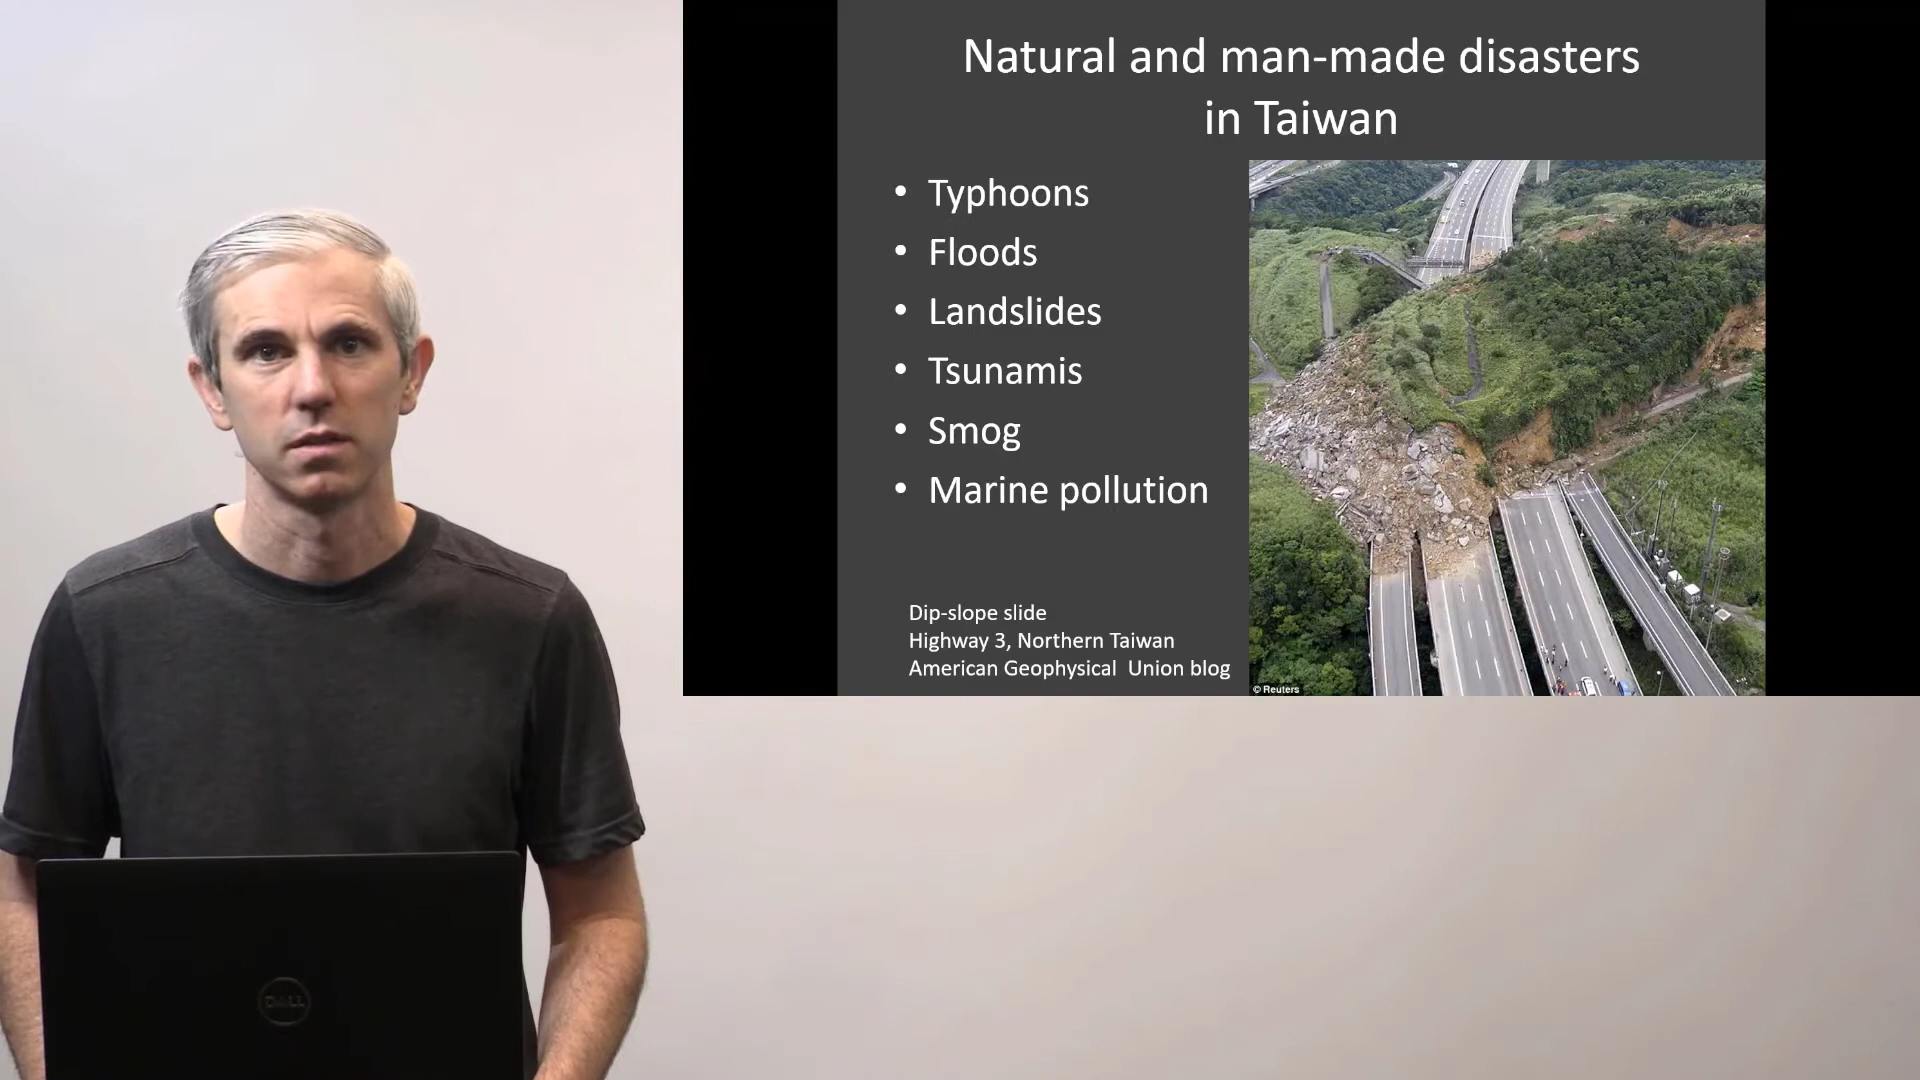 Natural and man-made disasters
in Taiwan
• Typhoons
• Floods
• Landslides
• Tsunamis
• Smog
• Marine pollution
Dip-slope slide
Highway 3, Northern Taiwan
American Geophysical Union blog
© Reuters
DELL